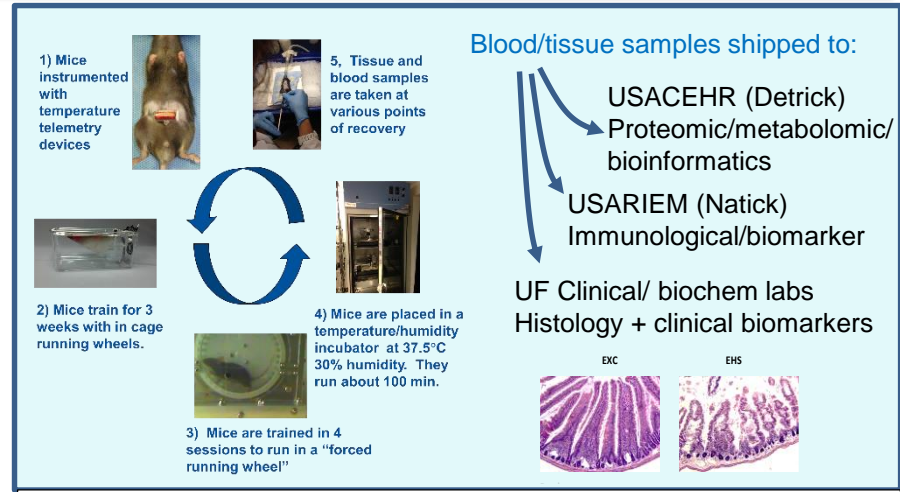 1) Mice
instrumented
with
temperature
telemetry
devices
5, Tissue and
blood samples
are taken at
various points
of recovery
2) Mice train for 3
weeks with in cage
running wheels.
4) Mice are placed in a
temperature/humidity
incubator at 37.5°C
30% humidity. They
run about 100 min.
3) Mice are trained in 4
sessions to run in a “forced
running wheel”
Blood/tissue samples shipped to:
USACEHR (Detrick)
Proteomic/metabolomic/
bioinformatics
USARIEM (Natick)
Immunological/biomarker
UF Clinical/ biochem labs
Histology + clinical biomarkers
EXC
EHS